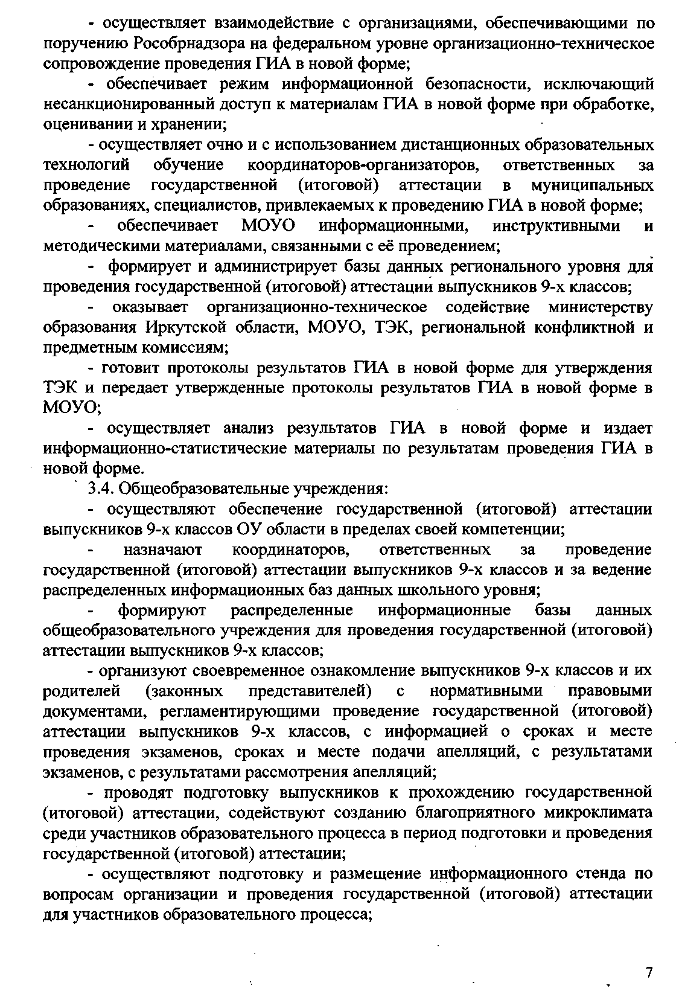 - осуществляет взаимодействие с организациями, обеспечивающими по
поручению Рособрнадзора на федеральном уровне организационно-техническое
сопровождение проведения ГИА в новой форме;
- обеспечивает режим информационной безопасности, исключающий
несанкционированный доступ к материалам ГИА в новой форме при обработке,
оценивании и хранении;
- осуществляет очно и с использованием дистанционных образовательных
технологий обучение координаторов-организаторов, ответственных за
проведение государственной (итоговой) аттестации в муниципальных
образованиях, специалистов, привлекаемых к проведению ГИА в новой форме;
- обеспечивает МОУО информационными, инструктивными и
методическими материалами, связанными с её проведением;
- формирует и администрирует базы данных регионального уровня для
проведения государственной (итоговой) аттестации выпускников 9-х классов;
- оказывает организационно-техническое содействие министерству
образования Иркутской области, МОУО, ТЭК, региональной конфликтной и
предметным комиссиям;
- готовит протоколы результатов ГИА в новой форме для утверждения
ТЭК и передает утвержденные протоколы результатов ГИА в новой форме в
МОУО;
- осуществляет анализ результатов ГИА в новой форме и издает
информационно-статистические материалы по результатам проведения ГИА в
новой форме.
3.4. Общеобразовательные учреждения:
- осуществляют обеспечение государственной (итоговой) аттестации
выпускников 9-х классов ОУ области в пределах своей компетенции;
- назначают координаторов, ответственных за проведение
государственной (итоговой) аттестации выпускников 9-х классов и за ведение
распределенных информационных баз данных школьного уровня;
- формируют распределенные информационные базы данных
общеобразовательного учреждения для проведения государственной (итоговой)
аттестации выпускников 9-х классов;
- организуют своевременное ознакомление выпускников 9-х классов и их
родителей (законных представителей) с нормативными правовыми
документами, регламентирующими проведение государственной (итоговой)
аттестации выпускников 9-х классов, с информацией о сроках и месте
проведения экзаменов, сроках и месте подачи апелляций, с результатами
экзаменов, с результатами рассмотрения апелляций;
- проводят подготовку выпускников к прохождению государственной
(итоговой) аттестации, содействуют созданию благоприятного микроклимата
среди участников образовательного процесса в период подготовки и проведения
государственной (итоговой) аттестации;
- осуществляют подготовку и размещение информационного стенда по
вопросам организации и проведения государственной (итоговой) аттестации
для участников образовательного процесса;
7